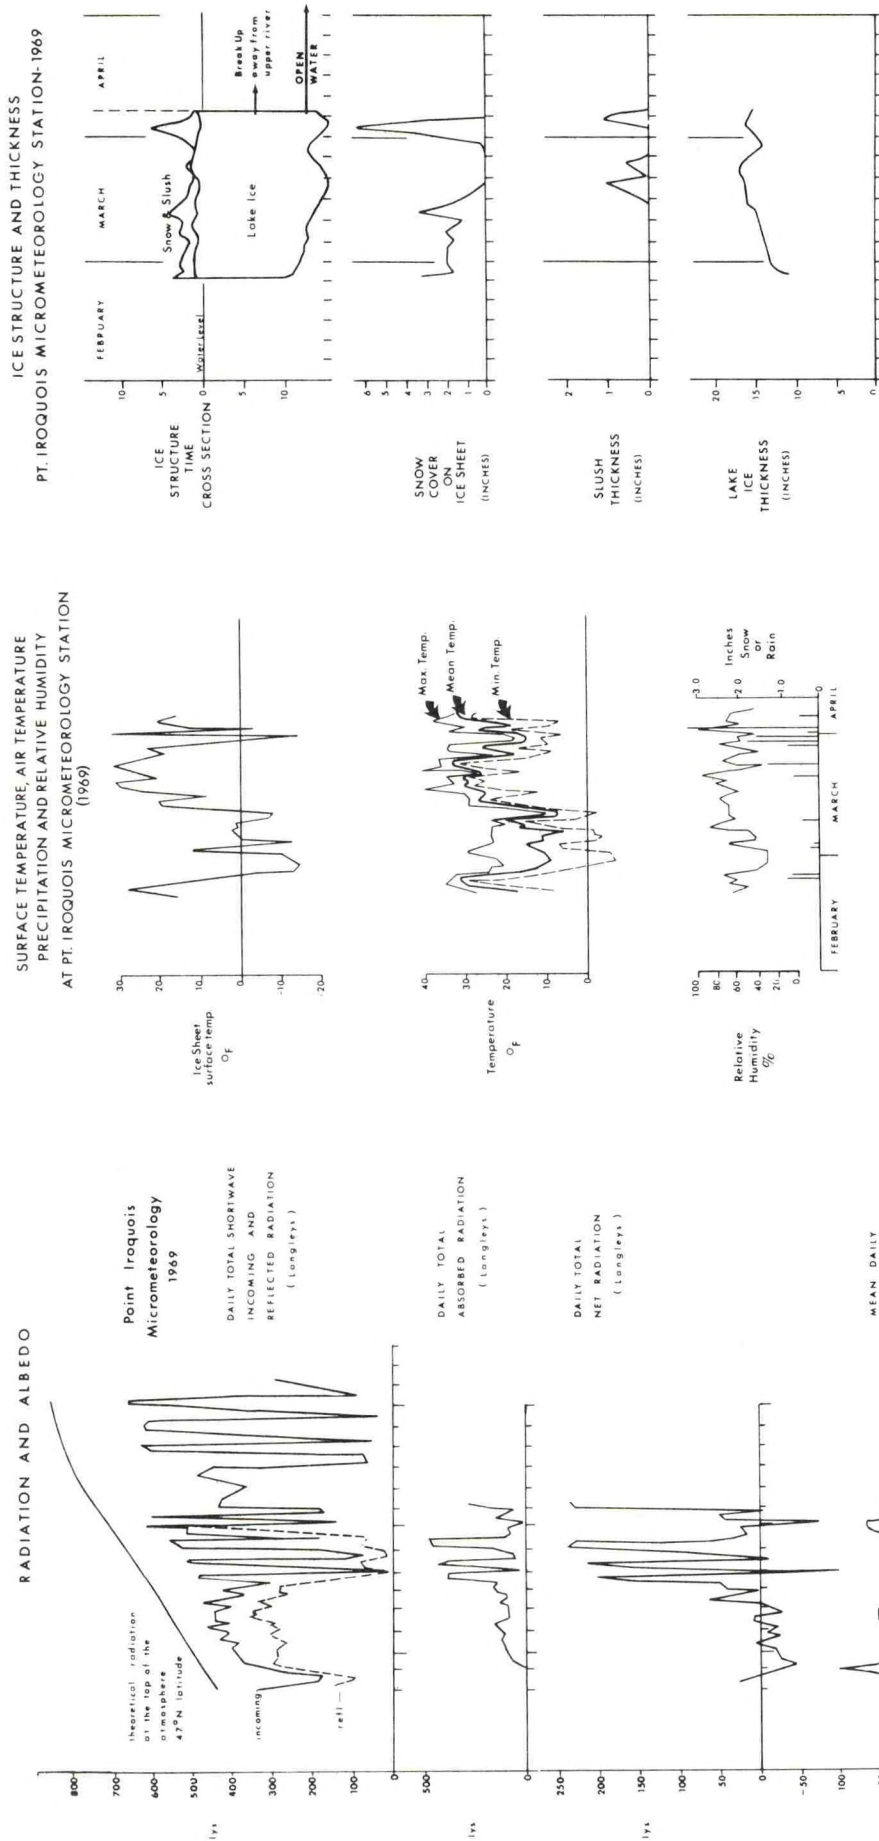 ICE STRUCTURE AND THICKNESS
PT. IROQUOIS MICROMETEOROLOGY STATION-1969
FEBRUARY
MARCH
APRIL
10
5
0
5
10
ICE
STRUCTURE
TIME
CROSS SECTION
Water Level
Snow & Slush
Lake Ice
Break Up
away from
upper river
OPEN
WATER
6
5
4
3
2
1
0
SNOW
COVER
ON
ICE SHEET
(INCHES)
2
1
0
SLUSH
THICKNESS
(INCHES)
20
15
10
5
0
LAKE
ICE
THICKNESS
(INCHES)
SURFACE TEMPERATURE, AIR TEMPERATURE
PRECIPITATION AND RELATIVE HUMIDITY
AT PT. IROQUOIS MICROMETEOROLOGY STATION
(1969)
30
20
10
0
-10
-20
Ice Sheet
surface temp
°F
40
30
20
10
0
Temperature
°F
Max. Temp.
Mean Temp.
Min. Temp.
100
80
60
40
20
0
Relative
Humidity
%
3.0
2.0
1.0
0
Inches
Snow
or
Rain
FEBRUARY
MARCH
APRIL
RADIATION AND ALBEDO
Point Iroquois
Micrometeorology
1969
theoretical radiation
at the top of the
atmosphere
47°N latitude
800
700
600
500
400
300
200
100
0
lys
incoming
refl
DAILY TOTAL SHORTWAVE
INCOMING AND
REFLECTED RADIATION
(Langleys)
500
0
lys
DAILY TOTAL
ABSORBED RADIATION
(Langleys)
250
200
150
100
50
0
-50
lys
DAILY TOTAL
NET RADIATION
(Langleys)
100
MEAN DAILY